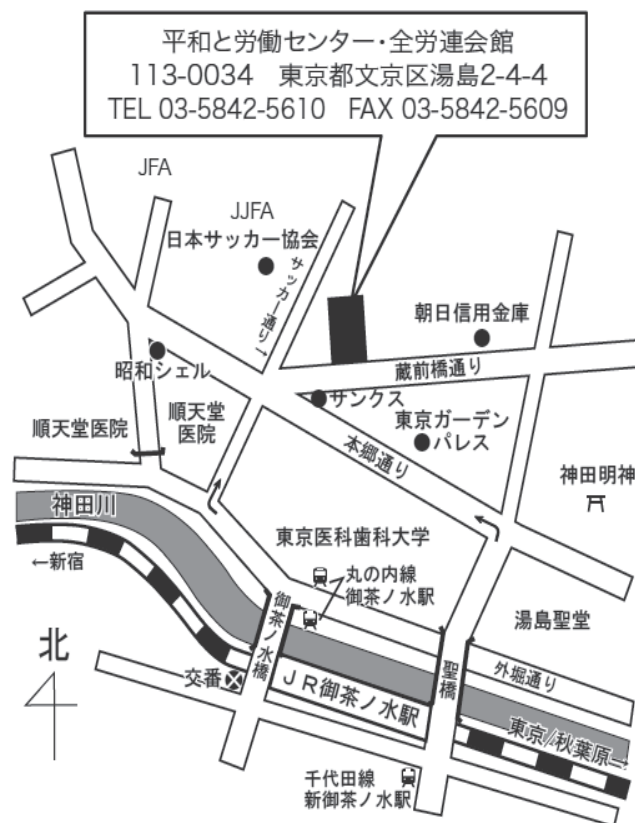 平和と労働センター・全労連会館
113-0034　東京都文京区湯島2-4-4
TEL 03-5842-5610　FAX 03-5842-5609
JFA
JJFA
日本サッカー協会
サッカー通り→
朝日信用金庫
昭和シェル
蔵前橋通り
サンクス
順天堂医院
順天堂
医院
東京ガーデン
パレス
本郷通り
神田明神
神田川
東京医科歯科大学
←新宿
丸の内線
御茶ノ水駅
御茶ノ水橋
湯島聖堂
北
交番
JR御茶ノ水駅
聖橋
外堀通り
東京/秋葉原→
千代田線
新御茶ノ水駅